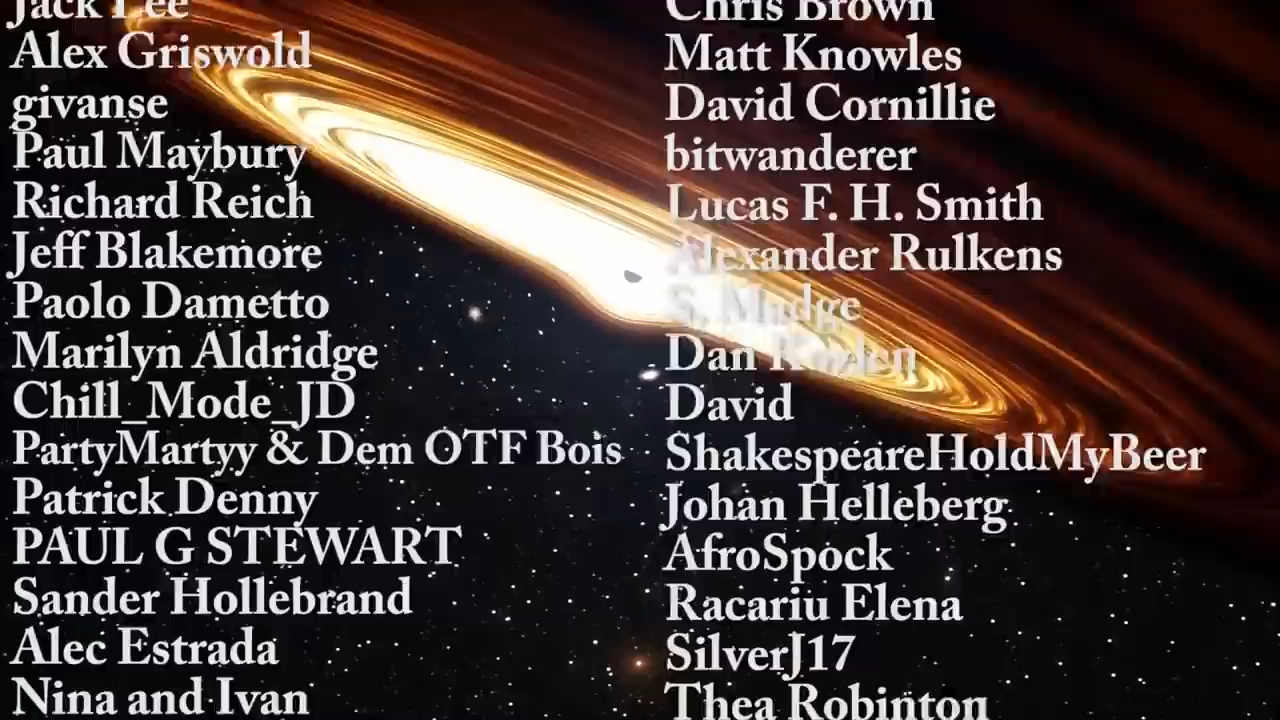 Jack Lee
Alex Griswold
givanse
Paul Maybury
Richard Reich
Jeff Blakemore
Paolo Dametto
Marilyn Aldridge
Chill_Mode_JD
PartyMartyy & Dem OTF Bois
Patrick Denny
PAUL G STEWART
Sander Hollebrand
Alec Estrada
Nina and Ivan
Chris Brown
Matt Knowles
David Cornillie
bitwanderer
Lucas F. H. Smith
Alexander Rulkens
S. Mudge
Dan
David
ShakespeareHoldMyBeer
Johan Helleberg
AfroSpock
Racariu Elena
SilverJ17
Thea Robinton